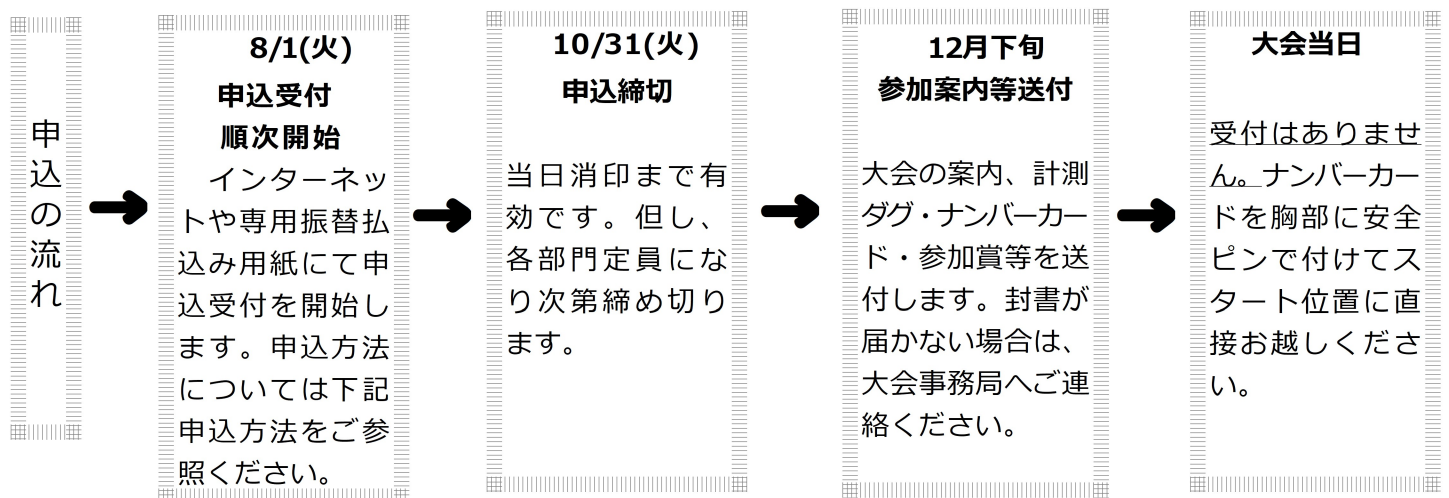 申込の流れ
8/1(火)
申込受付
順次開始
インターネッ
トや専用振替払
込み用紙にて申
込受付を開始し
ます。申込方法
については下記
申込方法をご参
照ください。
10/31(火)
申込締切
当日消印まで有
効です。但し、
各部門定員にな
り次第締め切り
ます。
12月下旬
参加案内等送付
大会の案内、計測
ダグ・ナンバーカー
ド・参加賞等を送
付します。封書が
届かない場合は、
大会事務局へご連
絡ください。
大会当日
受付はありませ
ん。ナンバーカー
ドを胸部に安全
ピンで付けてス
タート位置に直
接お越しくださ
い。